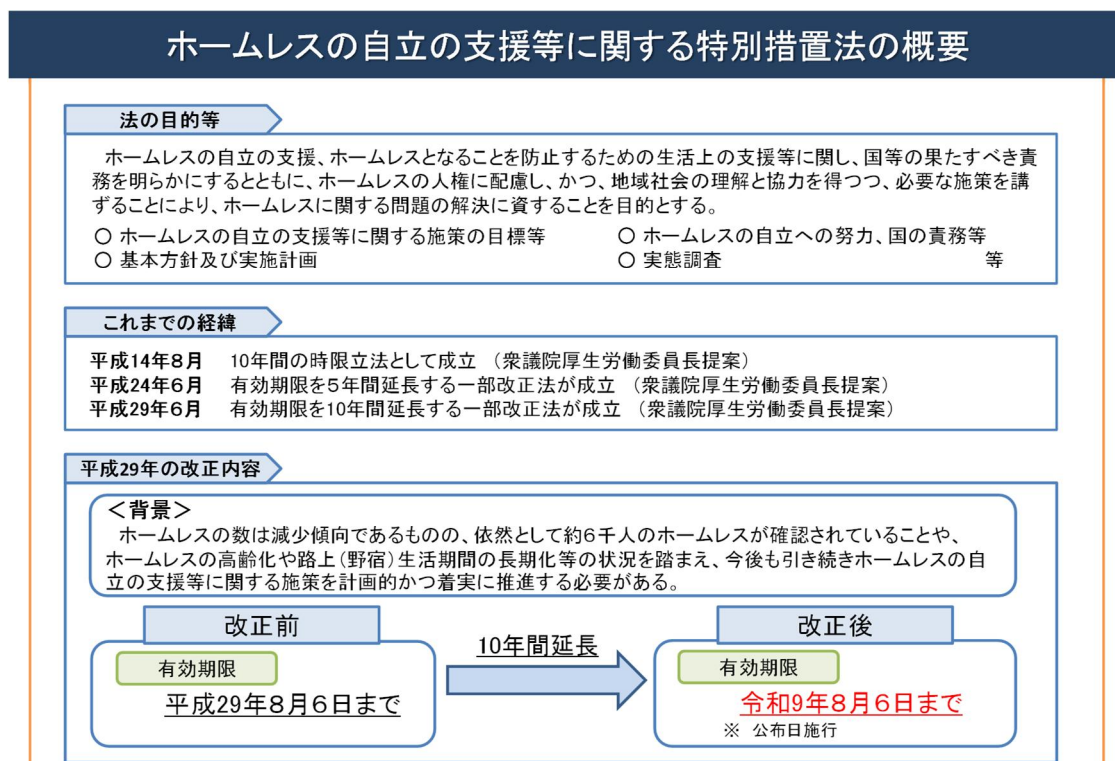 ホームレスの自立の支援等に関する特別措置法の概要
法の目的等
ホームレスの自立の支援、ホームレスとなることを防止するための生活上の支援等に関し、国等の果たすべき責
務を明らかにするとともに、ホームレスの人権に配慮し、かつ、地域社会の理解と協力を得つつ、必要な施策を講
ずることにより、ホームレスに関する問題の解決に資することを目的とする。
○ ホームレスの自立の支援等に関する施策の目標等 ○ ホームレスの自立への努力、国の責務等
○ 基本方針及び実施計画 ○ 実態調査 等
これまでの経緯
平成14年8月 10年間の時限立法として成立 （衆議院厚生労働委員長提案）
平成24年6月 有効期限を5年間延長する一部改正法が成立 （衆議院厚生労働委員長提案）
平成29年6月 有効期限を10年間延長する一部改正法が成立 （衆議院厚生労働委員長提案）
平成29年の改正内容
＜背景＞
ホームレスの数は減少傾向であるものの、依然として約6千人のホームレスが確認されていることや、
ホームレスの高齢化や路上（野宿）生活期間の長期化等の状況を踏まえ、今後も引き続きホームレスの自
立の支援等に関する施策を計画的かつ着実に推進する必要がある。
改正前
有効期限
平成29年８月６日まで
10年間延長
改正後
有効期限
令和9年８月６日まで
※ 公布日施行